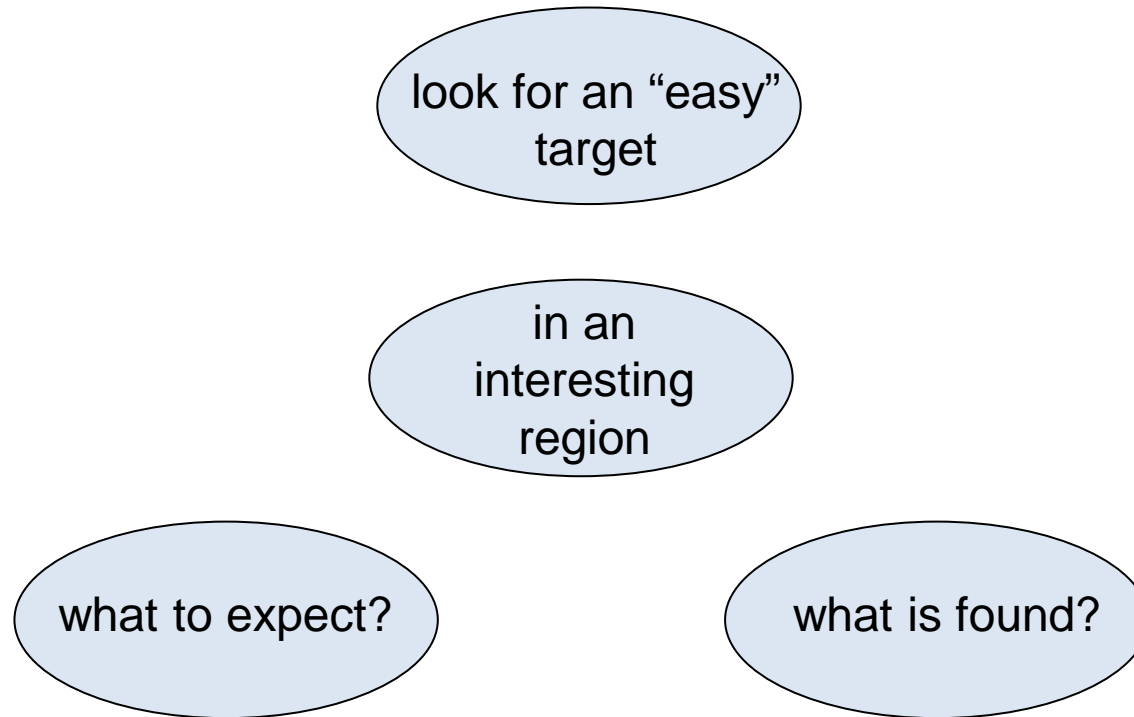 look for an “easy”
target
in an
interesting
region
what to expect?
what is found?